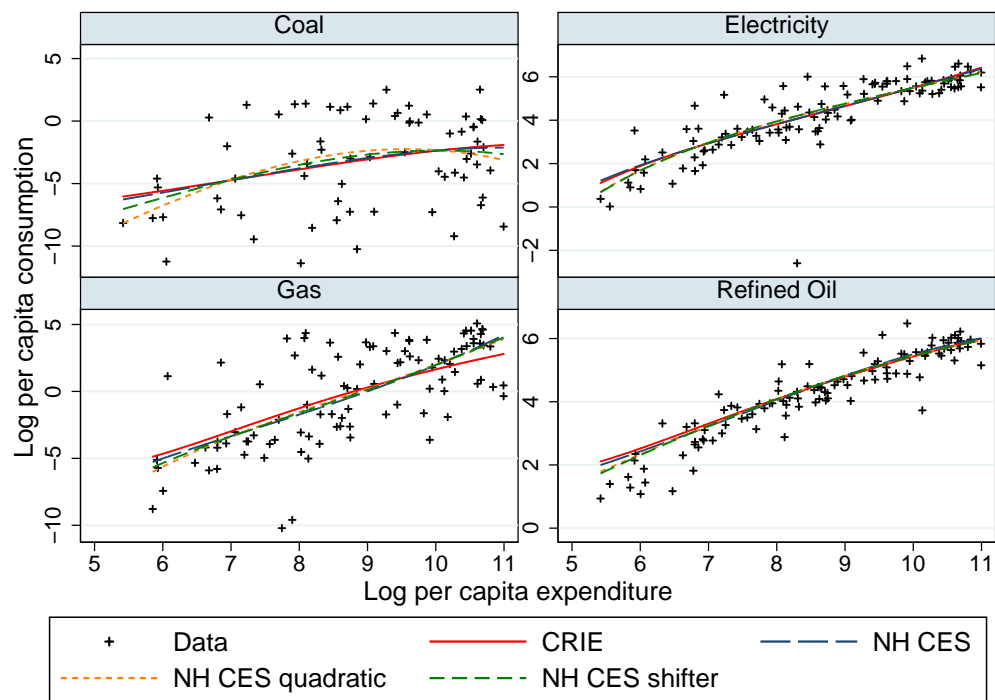 Coal
Electricity
5
0
−5
−10
6
4
2
0
−2
Gas
Refined Oil
5
0
−5
−10
6
4
2
0
5 6 7 8 9 10 11
5 6 7 8 9 10 11
Log per capita consumption
Log per capita expenditure
Data CRIE NH CES
NH CES quadratic NH CES shifter